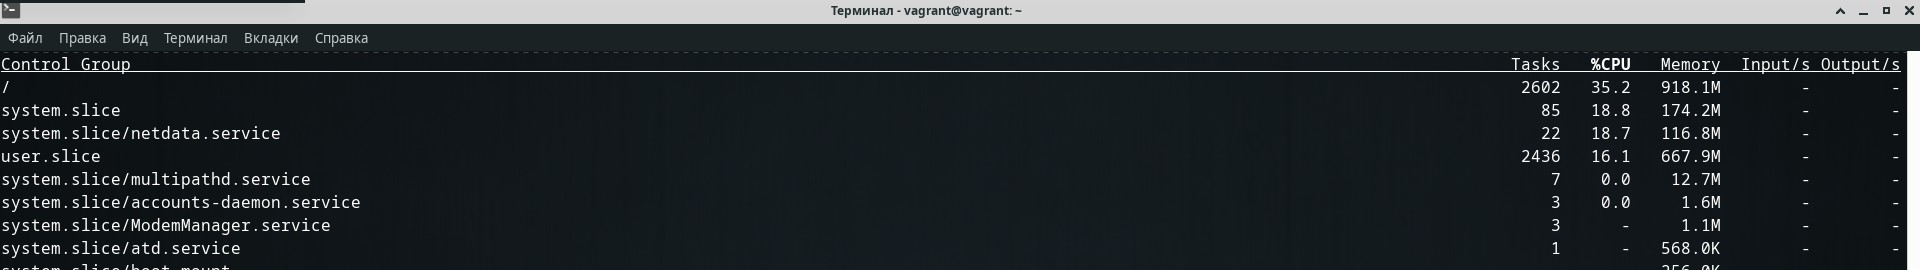 Терминал - vagrant@vagrant: ~
Файл Правка Вид Терминал Вкладки Справка
Control Group Tasks %CPU Memory Input/s Output/s
/ 2602 35.2 918.1M - -
system.slice 85 18.8 174.2M - -
system.slice/netdata.service 22 18.7 116.8M - -
user.slice 2436 16.1 667.9M - -
system.slice/multipathd.service 7 0.0 12.7M - -
system.slice/accounts-daemon.service 3 0.0 1.6M - -
system.slice/ModemManager.service 3 - 1.1M - -
system.slice/atd.service 1 - 568.0K - -